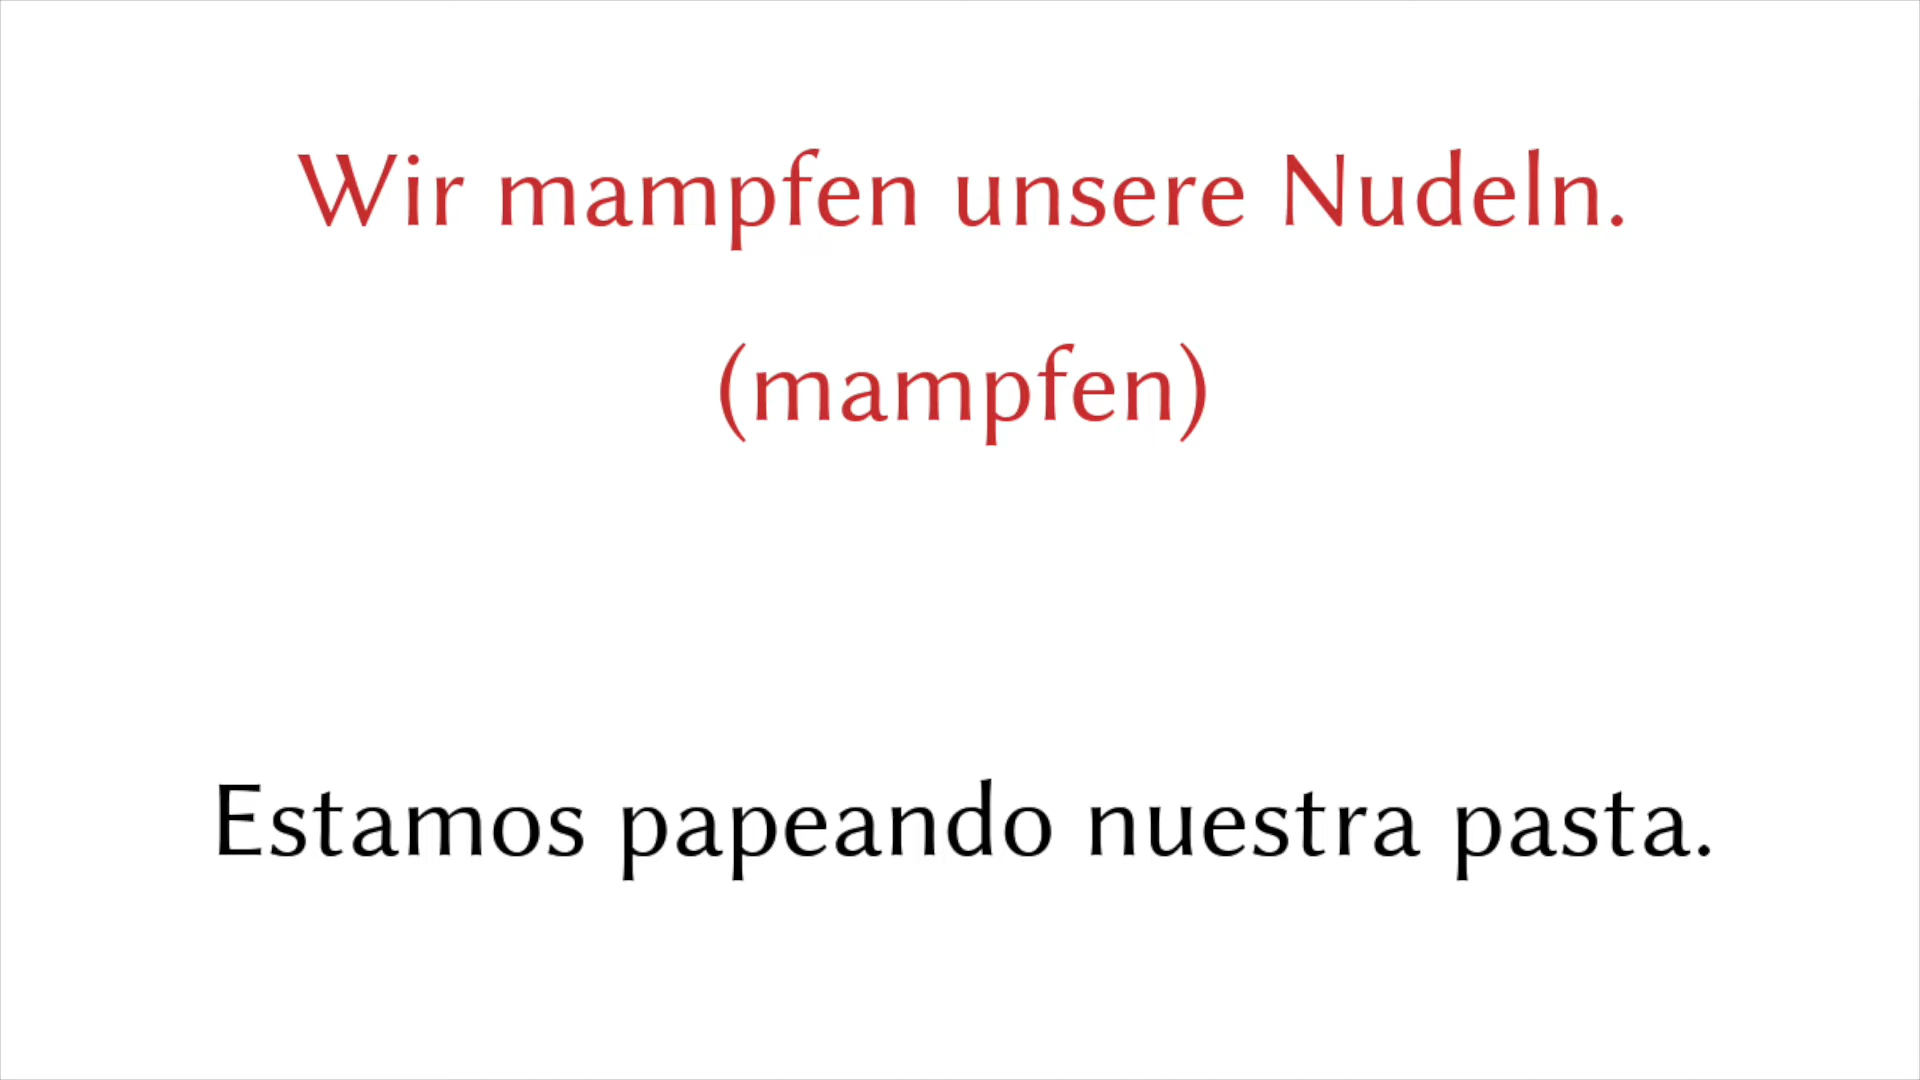 Wir mampfen unsere Nudeln.
(mampfen)
Estamos papeando nuestra pasta.